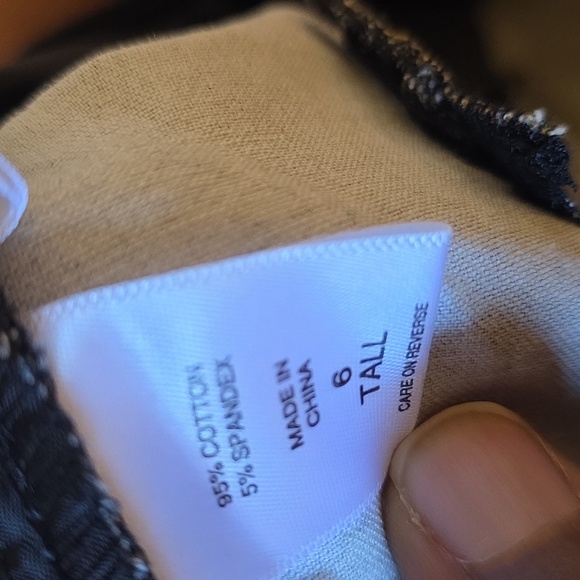 95% COTTON
5% SPANDEX
MADE IN
CHINA
6
TALL
CARE ON REVERSE